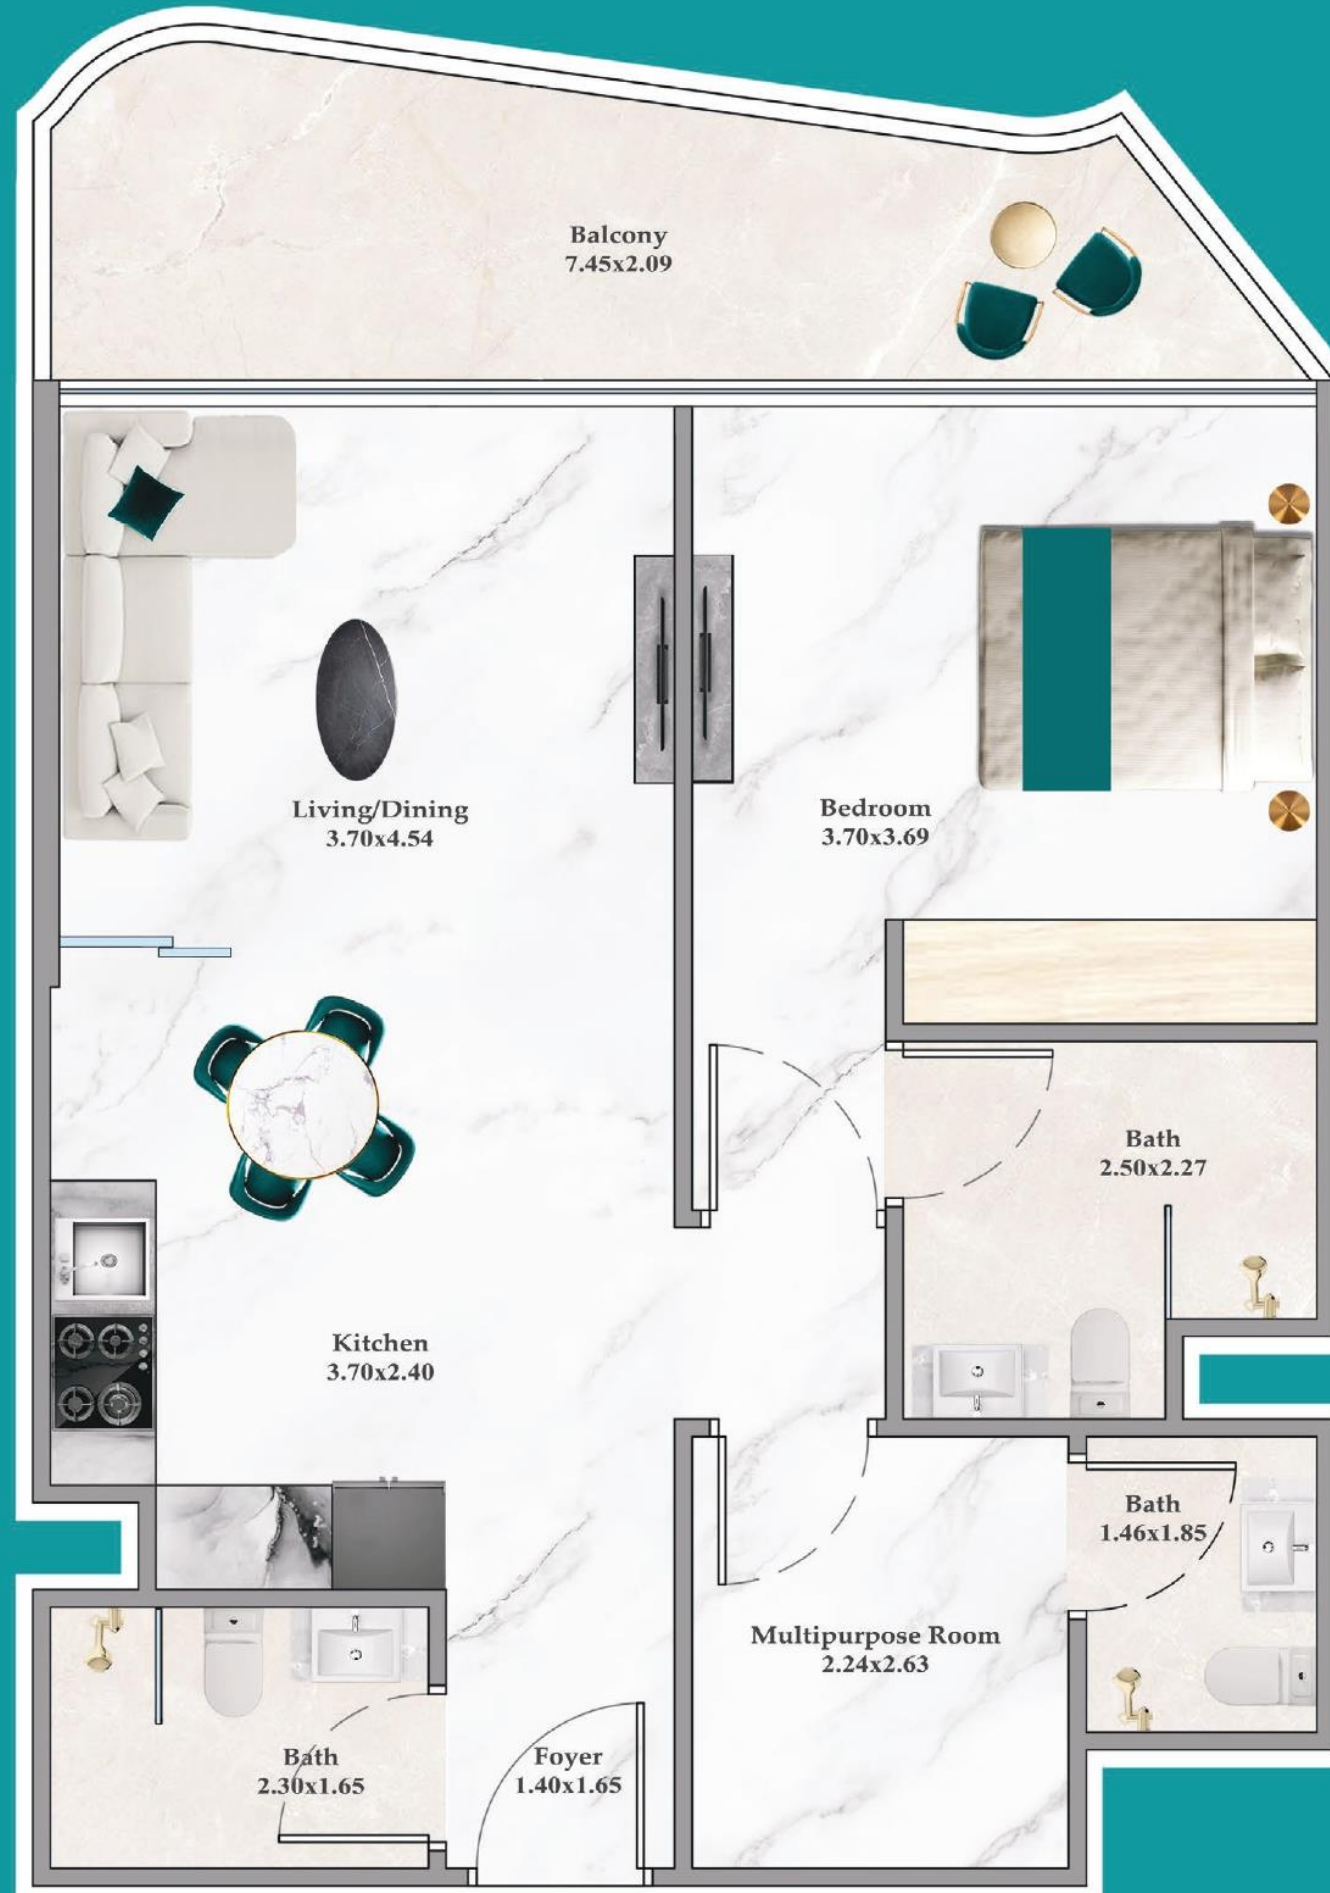 Balcony
7.45x2.09
Living/Dining
3.70x4.54
Bedroom
3.70x3.69
Bath
2.50x2.27
Kitchen
3.70x2.40
Bath
1.46x1.85
Multipurpose Room
2.24x2.63
Bath
2.30x1.65
Foyer
1.40x1.65